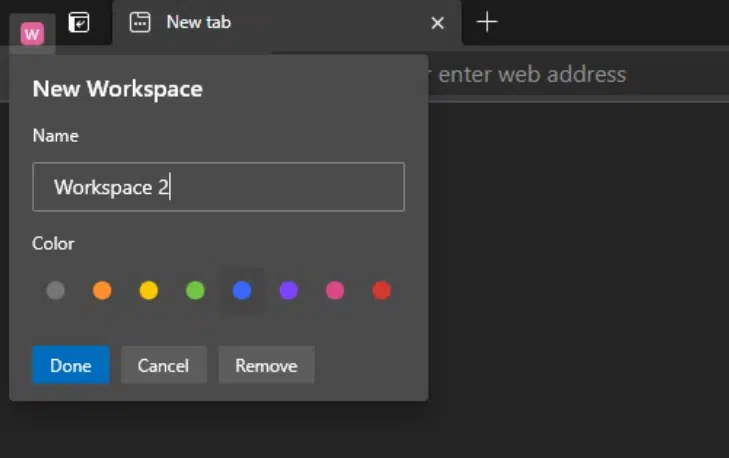 W
New tab
enter web address
New Workspace
Name
Workspace 2
Color
Done
Cancel
Remove